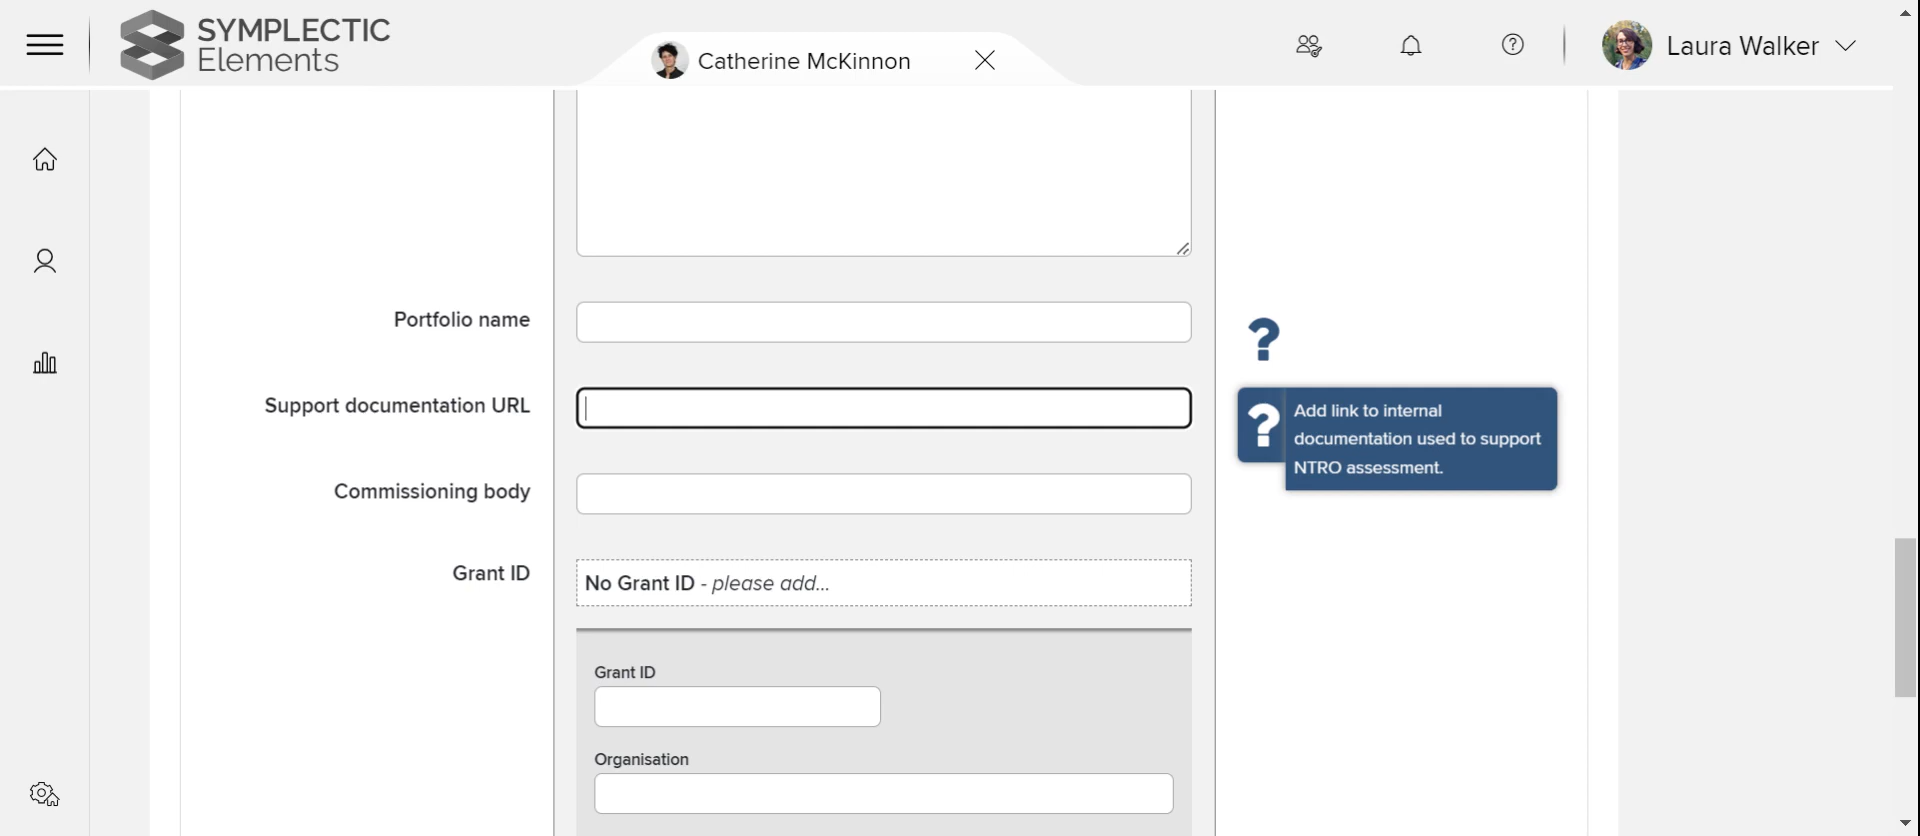 SYMPLECTIC
Elements
Catherine McKinnon
Laura Walker
Portfolio name
Support documentation URL
Add link to internal
documentation used to support
NTRO assessment.
Commissioning body
Grant ID
No Grant ID - please add...
Grant ID
Organisation